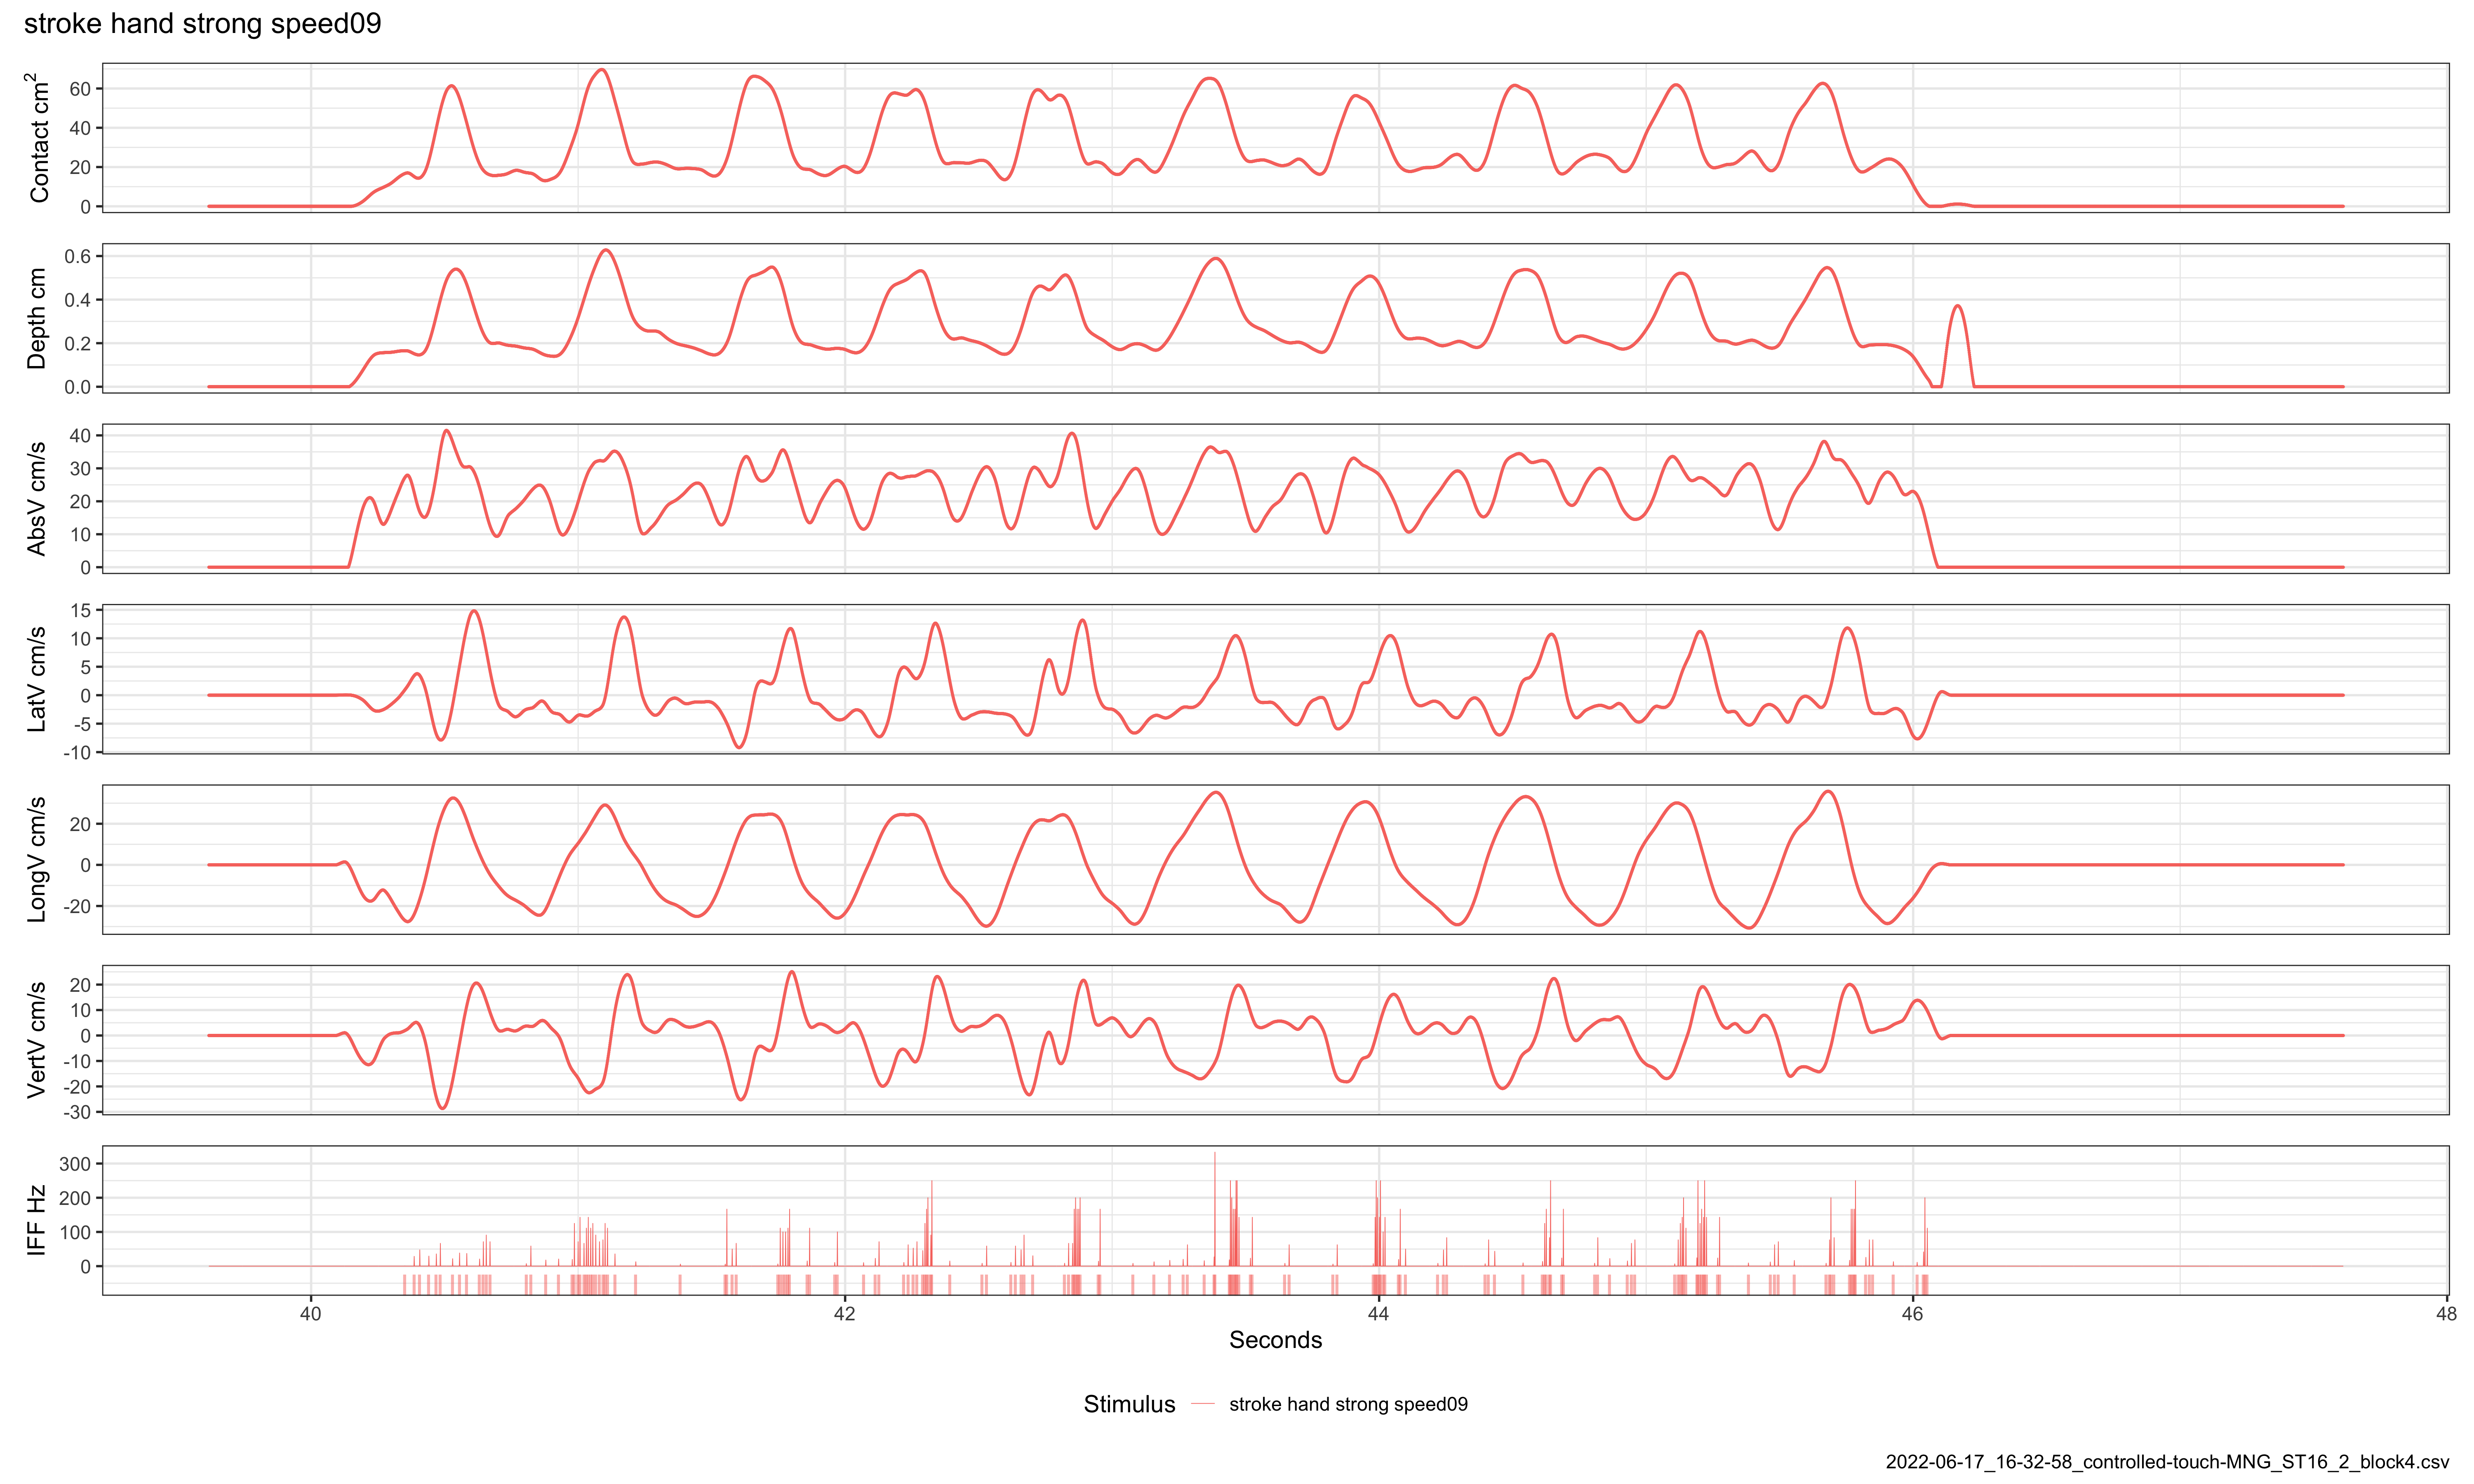 stroke hand strong speed09
Contact cm²
60
40
20
0
Depth cm
0.6
0.4
0.2
0.0
AbsV cm/s
40
30
20
10
0
LatV cm/s
15
10
5
0
-5
-10
LongV cm/s
20
0
-20
VertV cm/s
20
10
0
-10
-20
-30
IFF Hz
300
200
100
0
40 42 44 46 48
Seconds
Stimulus stroke hand strong speed09
2022-06-17_16-32-58_controlled-touch-MNG_ST16_2_block4.csv